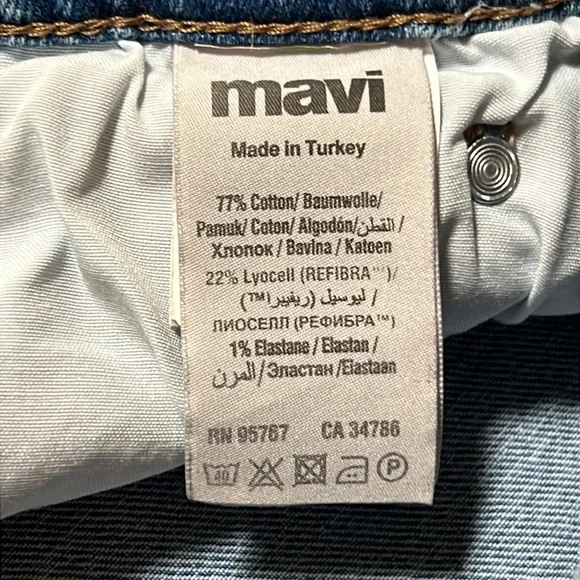 mavi
Made in Turkey
77% Cotton/ Baumwolle/
Pamuk/ Coton/ Algodón/القطن /
Хлопок / Bavlna / Katoen
22% Lyocell (REFIBRA™)/
ليوسيل (ريفيبرا™) /
ЛИОСЕЛЛ (РЕФИБРА™)
1% Elastane / Elastan /
المرن/Эластан /Elastaan
RN 95767 CA 34786
40 P